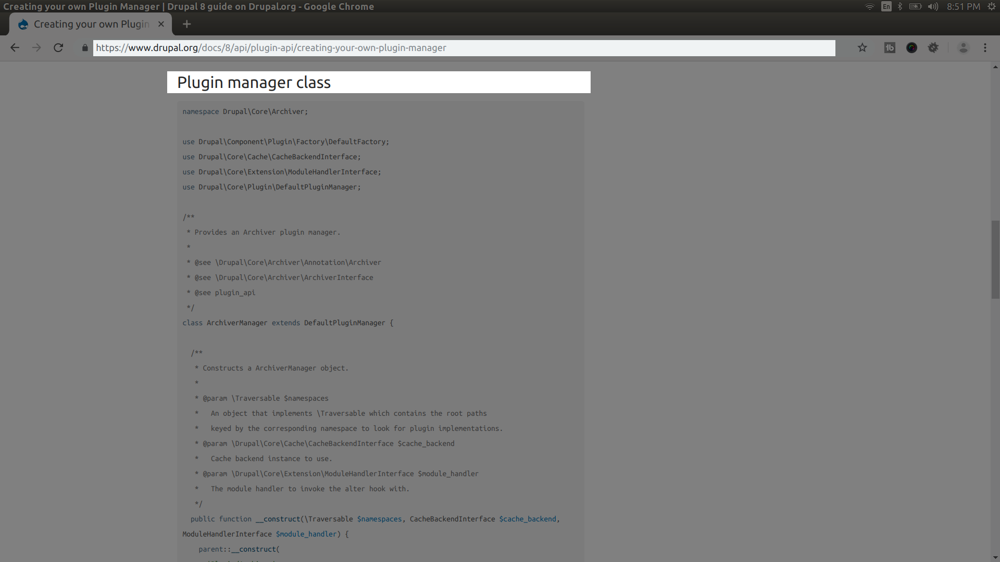 Creating your own Plugin Manager | Drupal 8 guide on Drupal.org - Google Chrome
En
8:51 PM
Creating your own Plugin
https://www.drupal.org/docs/8/api/plugin-api/creating-your-own-plugin-manager
Plugin manager class
namespace Drupal\Core\Archiver;
use Drupal\Component\Plugin\Factory\DefaultFactory;
use Drupal\Core\Cache\CacheBackendInterface;
use Drupal\Core\Extension\ModuleHandlerInterface;
use Drupal\Core\Plugin\DefaultPluginManager;
/**
* Provides an Archiver plugin manager.
*
* @see \Drupal\Core\Archiver\Annotation\Archiver
* @see \Drupal\Core\Archiver\ArchiverInterface
* @see plugin_api
*/
class ArchiverManager extends DefaultPluginManager {
/**
* Constructs a ArchiverManager object.
*
* @param \Traversable $namespaces
*   An object that implements \Traversable which contains the root paths
*   keyed by the corresponding namespace to look for plugin implementations.
* @param \Drupal\Core\Cache\CacheBackendInterface $cache_backend
*   Cache backend instance to use.
* @param \Drupal\Core\Extension\ModuleHandlerInterface $module_handler
*   The module handler to invoke the alter hook with.
*/
public function __construct(\Traversable $namespaces, CacheBackendInterface $cache_backend,
ModuleHandlerInterface $module_handler) {
parent::__construct(